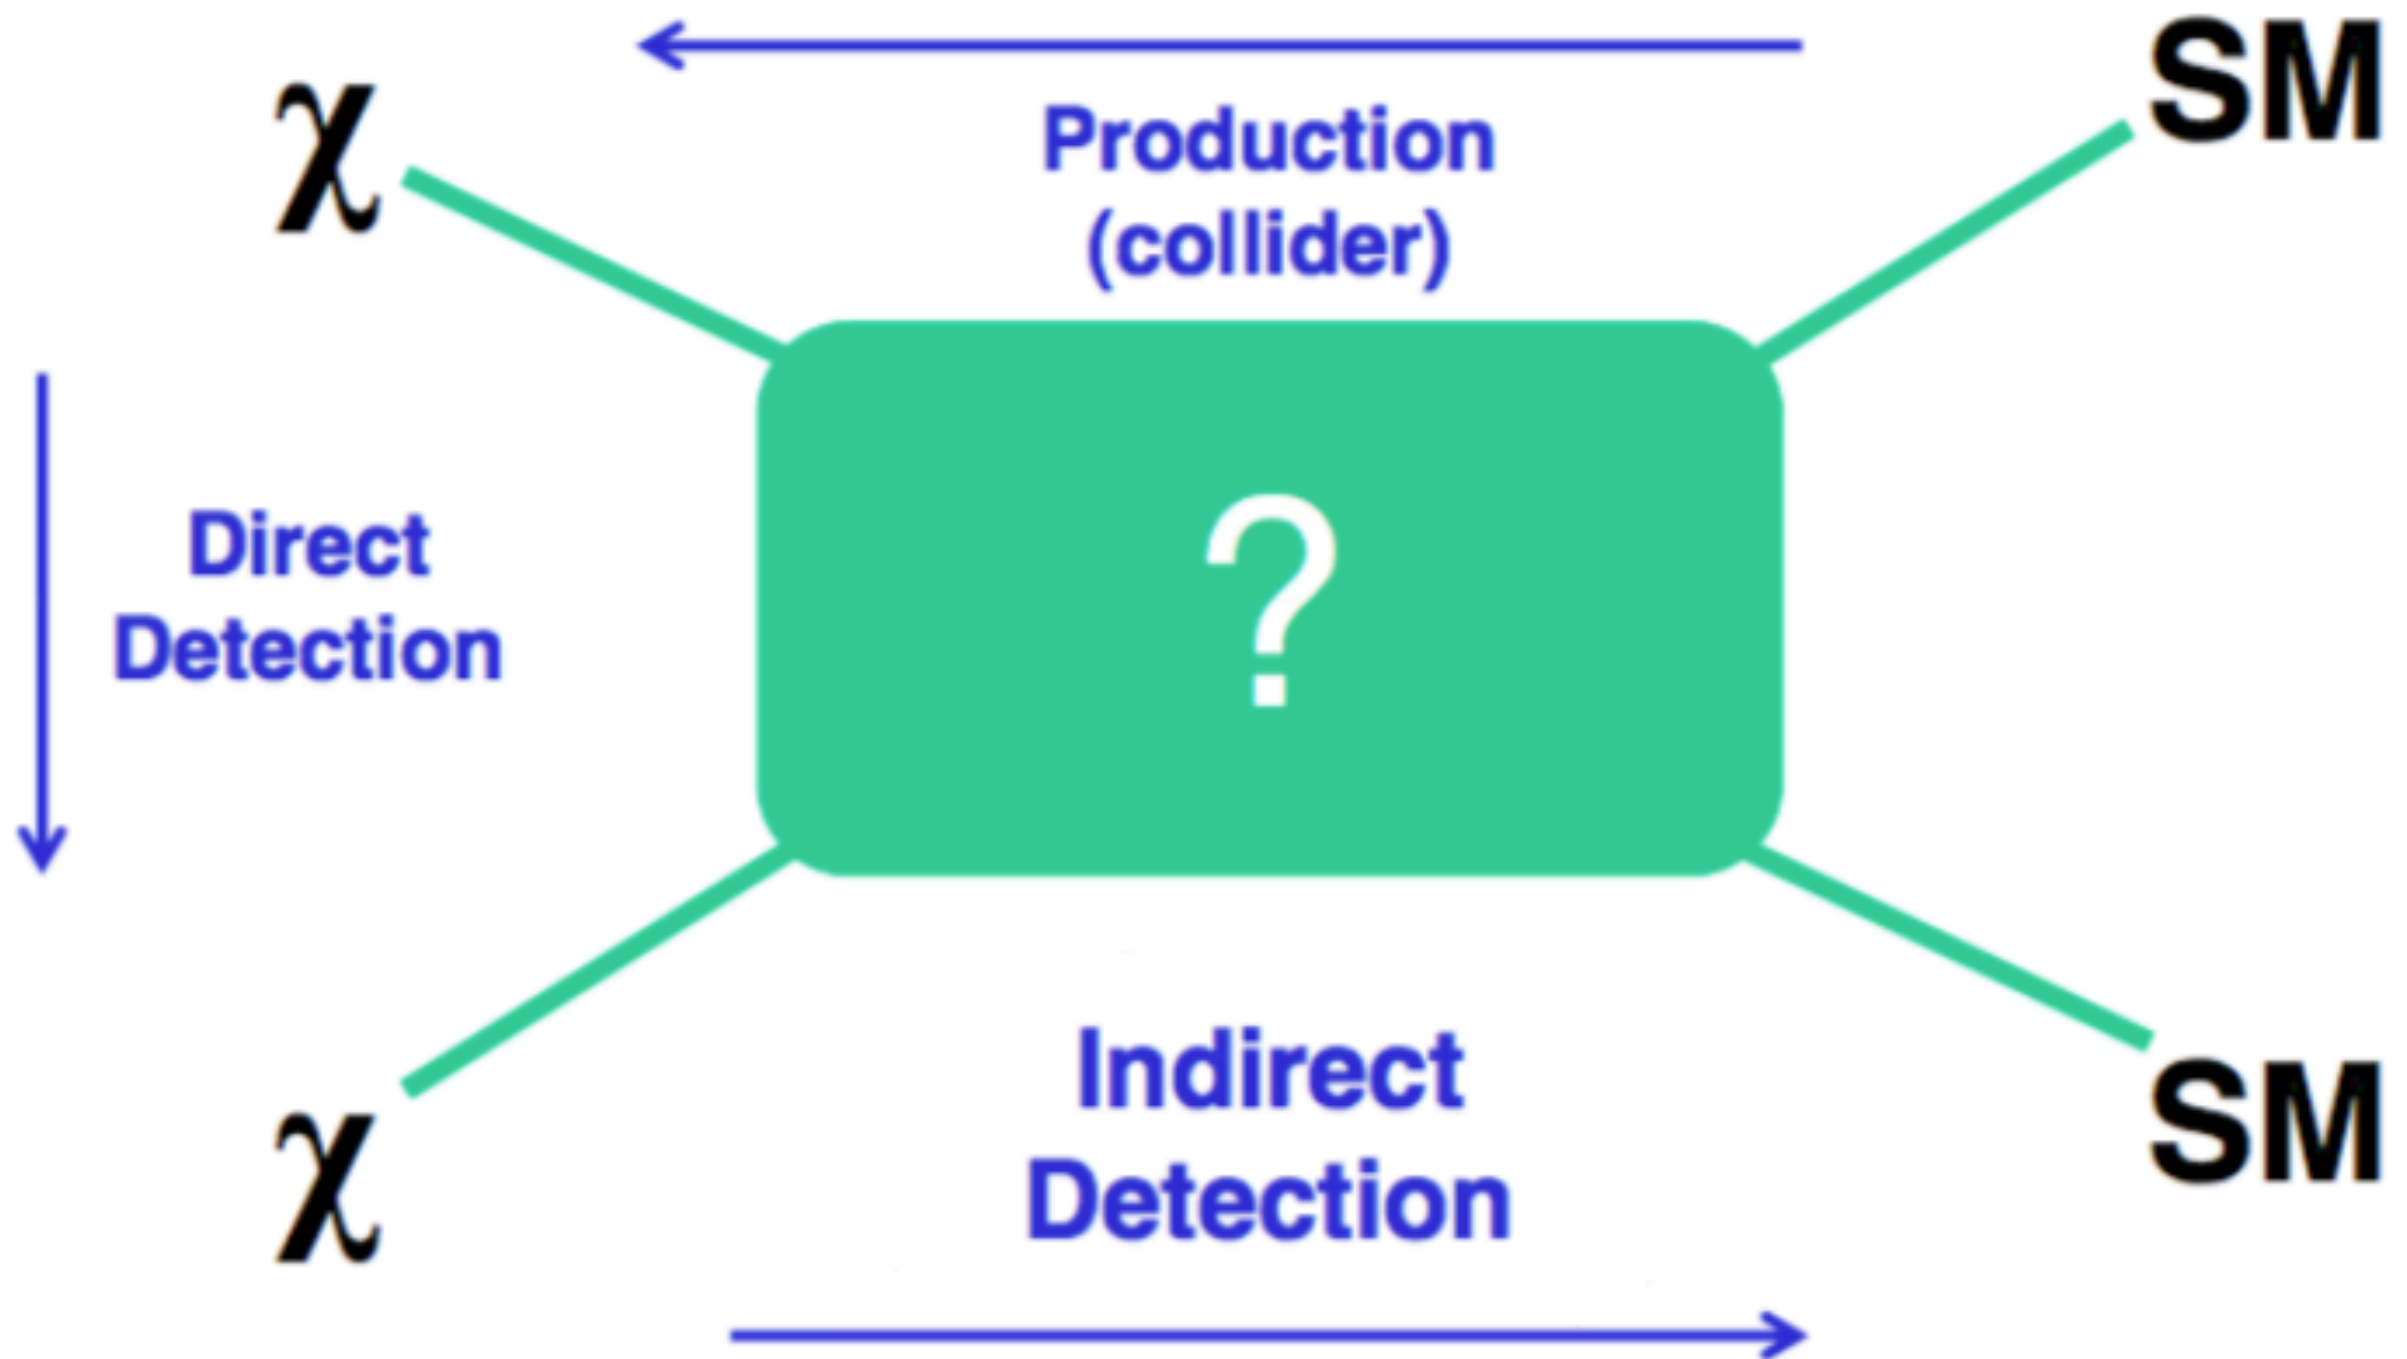 SM
χ
Production
(collider)
Direct
Detection
?
Indirect
Detection
χ
SM